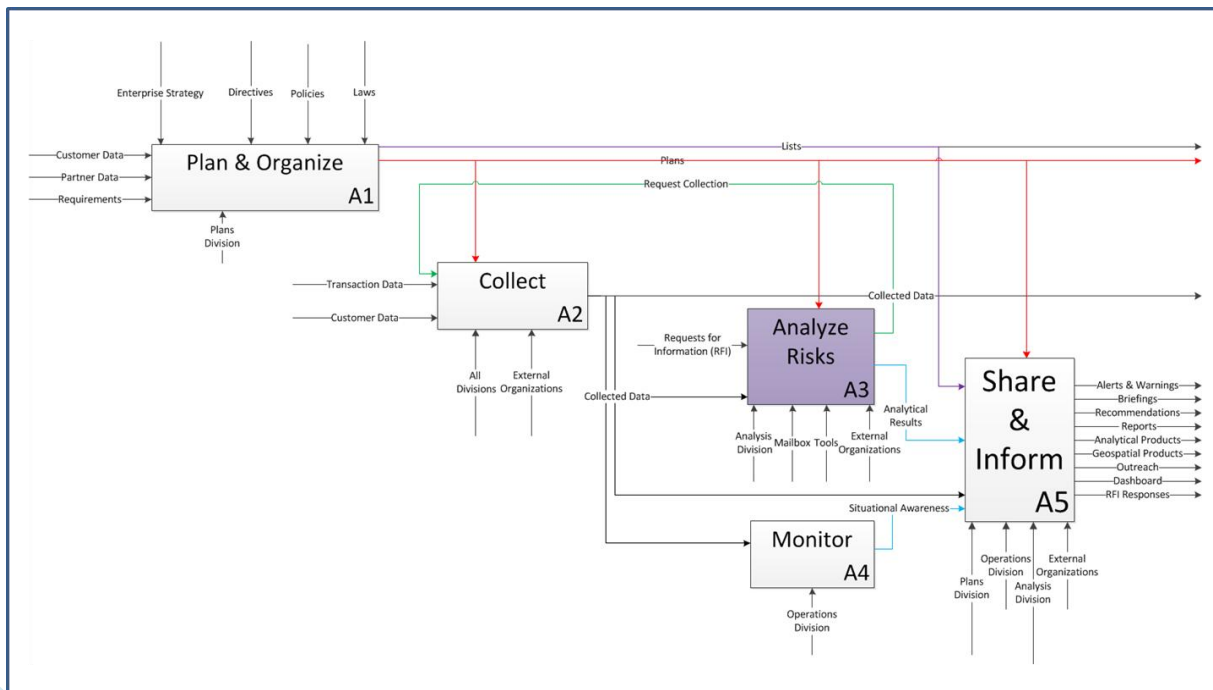 Enterprise Strategy
Directives
Policies
Laws
Customer Data
Partner Data
Requirements
Plan & Organize
A1
Plans
Division
Lists
Plans
Request Collection
Transaction Data
Customer Data
Collect
A2
All
Divisions
External
Organizations
Collected Data
Requests for
Information (RFI)
Collected Data
Analyze
Risks
A3
Analysis
Division
Mailbox
Tools
External
Organizations
Analytical
Results
Situational Awareness
Monitor
A4
Operations
Division
Share
&
Inform
A5
Alerts & Warnings
Briefings
Recommendations
Reports
Analytical Products
Geospatial Products
Outreach
Dashboard
RFI Responses
Plans
Division
Operations
Division
Analysis
Division
External
Organizations